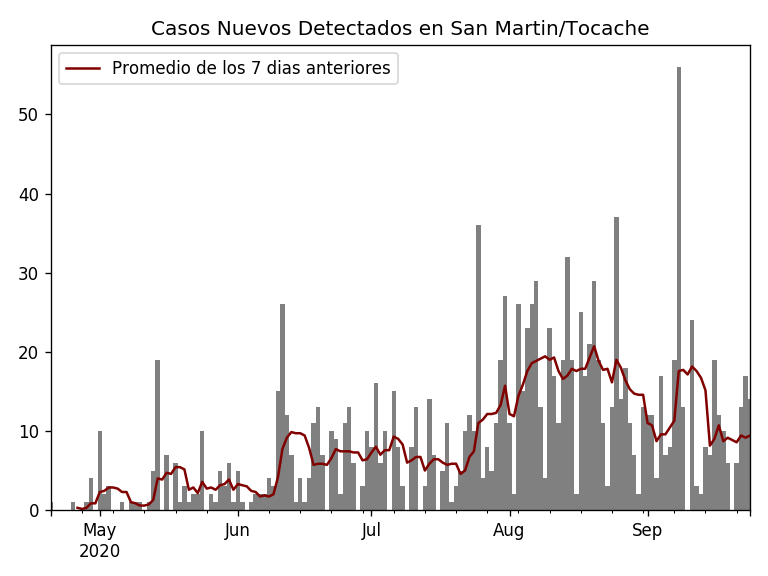 Casos Nuevos Detectados en San Martin/Tocache
Promedio de los 7 dias anteriores
50
40
30
20
10
0
May
2020
Jun
Jul
Aug
Sep